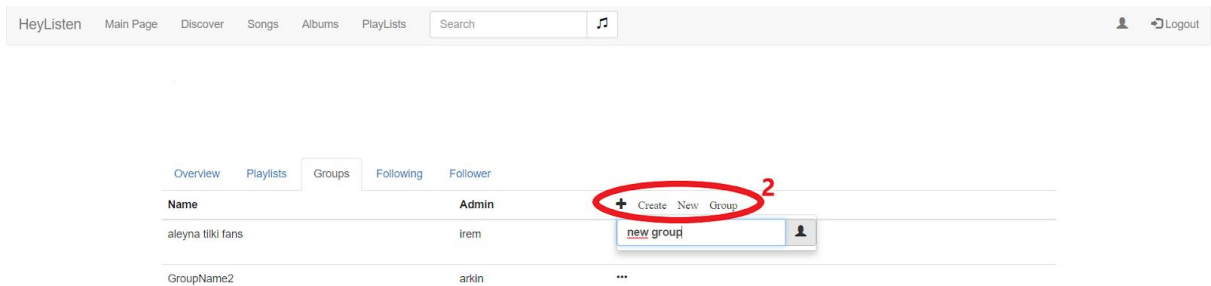 HeyListen Main Page Discover Songs Albums PlayLists Search Logout
Overview Playlists Groups Following Follower
2
Name Admin + Create New Group
aleyna tilki fans irem new group
GroupName2 arkin ...